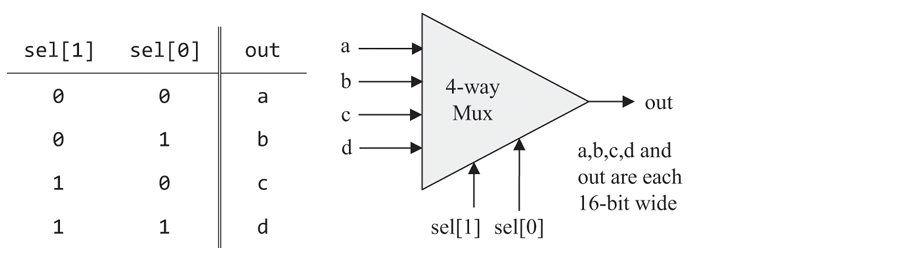 sel[1] sel[0] out
0 0 a
0 1 b
1 0 c
1 1 d
a
b
c
d
4-way
Mux
out
sel[1] sel[0]
a,b,c,d and
out are each
16-bit wide